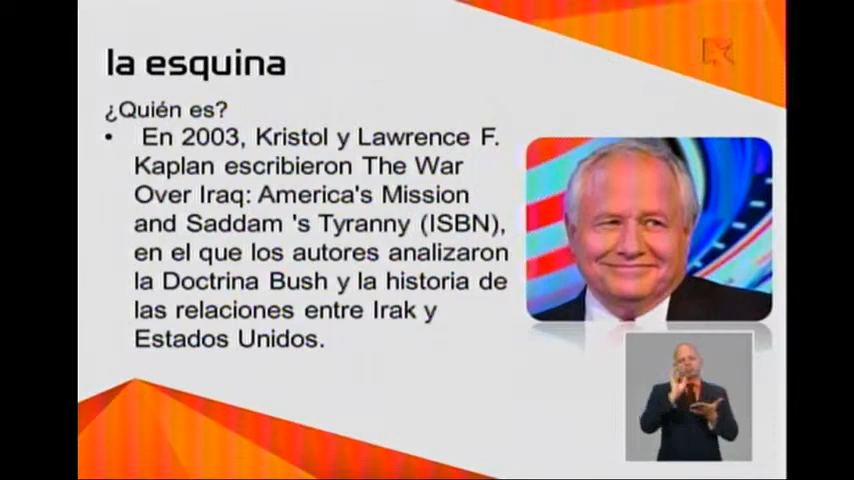 la esquina
¿Quién es?
• En 2003, Kristol y Lawrence F.
Kaplan escribieron The War
Over Iraq: America's Mission
and Saddam 's Tyranny (ISBN),
en el que los autores analizaron
la Doctrina Bush y la historia de
las relaciones entre Irak y
Estados Unidos.